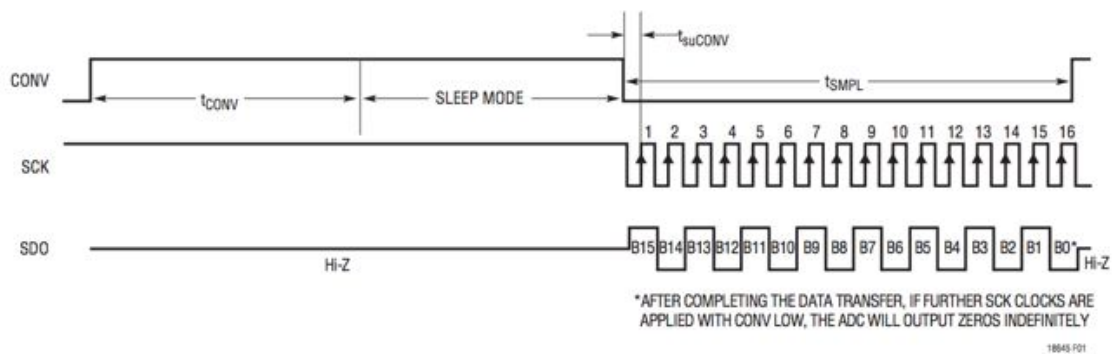 tsuCONV
CONV
tCONV
SLEEP MODE
tSMPL
1 2 3 4 5 6 7 8 9 10 11 12 13 14 15 16
SCK
SDO
B15 B14 B13 B12 B11 B10 B9 B8 B7 B6 B5 B4 B3 B2 B1 B0*
Hi-Z
Hi-Z
*AFTER COMPLETING THE DATA TRANSFER, IF FURTHER SCK CLOCKS ARE
APPLIED WITH CONV LOW, THE ADC WILL OUTPUT ZEROS INDEFINITELY
18645 F01